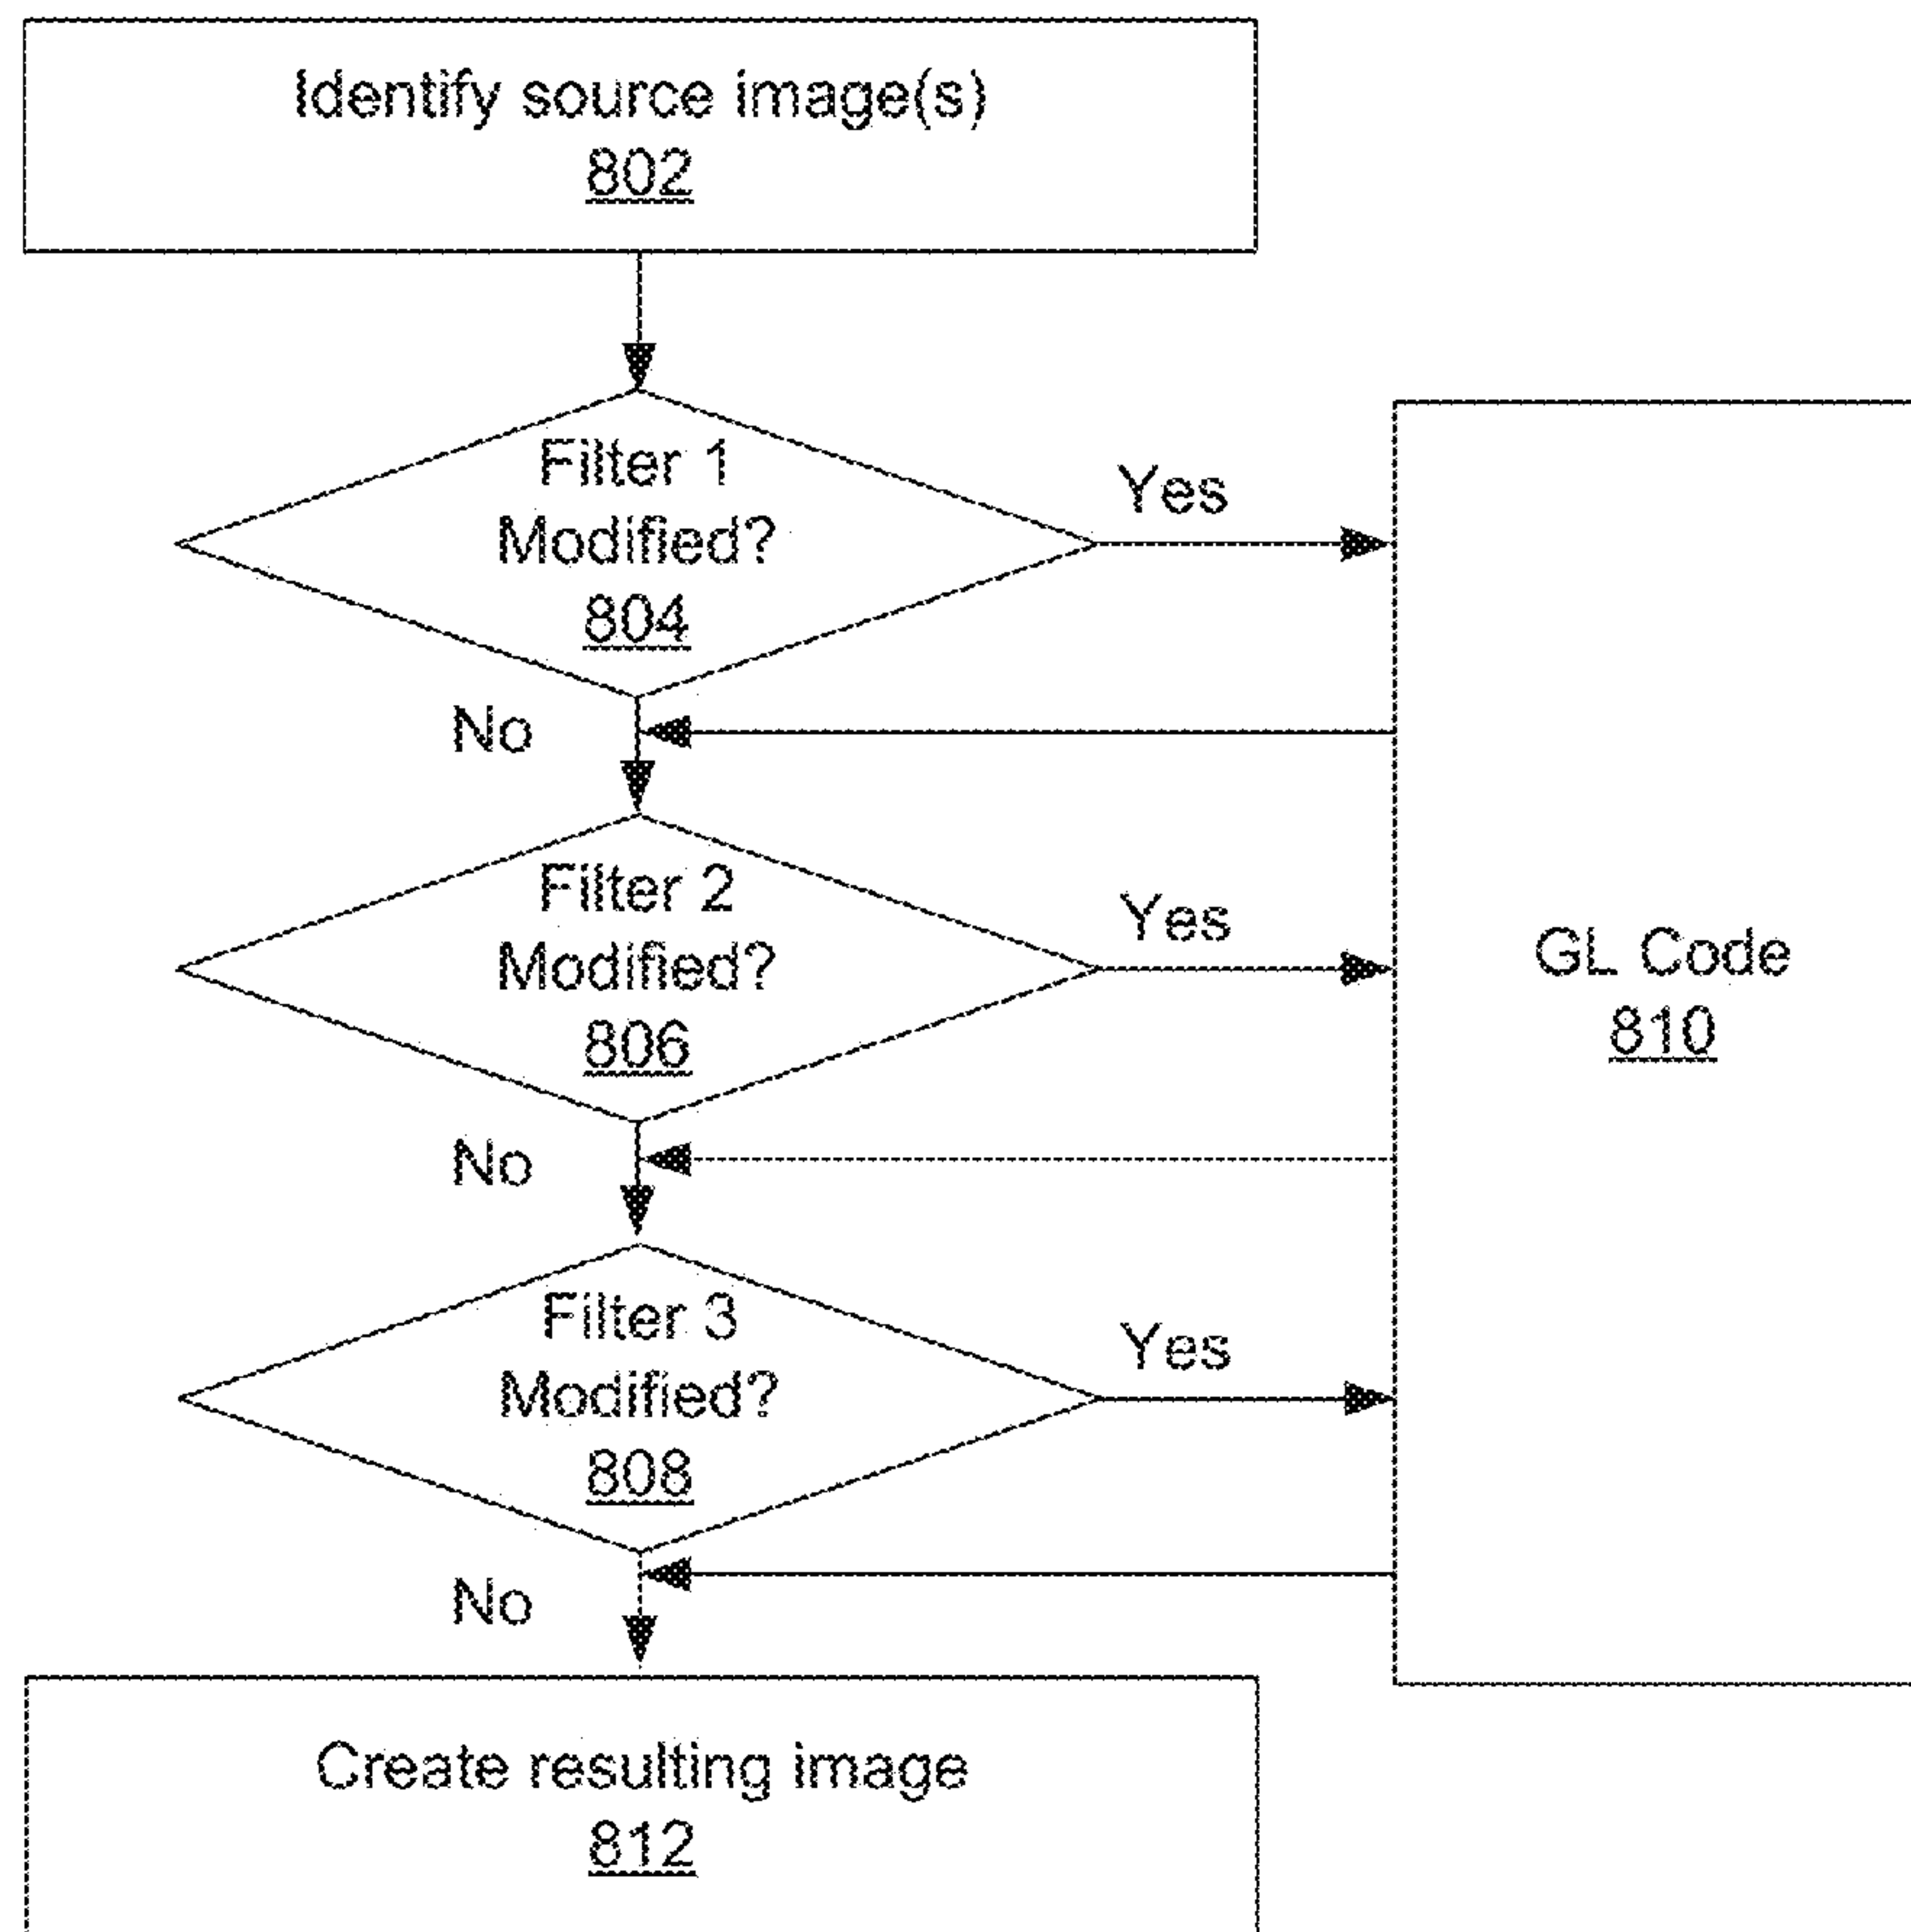 Identify source image(s)
802
Filter 1
Modified?
804
Yes
No
Filter 2
Modified?
806
Yes
GL Code
810
No
Filter 3
Modified?
808
Yes
No
Create resulting image
812